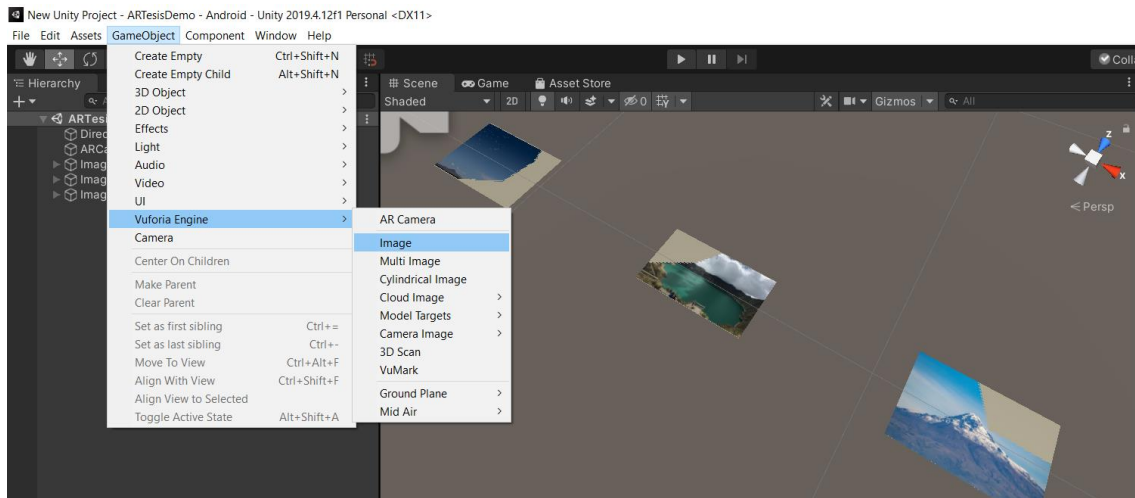 New Unity Project - ARTesisDemo - Android - Unity 2019.4.12f1 Personal <DX11>
File Edit Assets GameObject Component Window Help
Colla
Hierarchy
Scene Game Asset Store
All
Shaded 2D 0 Gizmos All
ARTesi
Direc
ARCa
Imag
Imag
Imag
Create Empty Ctrl+Shift+N
Create Empty Child Alt+Shift+N
3D Object
2D Object
Effects
Light
Audio
Video
UI
Vuforia Engine
Camera
Center On Children
Make Parent
Clear Parent
Set as first sibling Ctrl+=
Set as last sibling Ctrl+-
Move To View Ctrl+Alt+F
Align With View Ctrl+Shift+F
Align View to Selected
Toggle Active State Alt+Shift+A
AR Camera
Image
Multi Image
Cylindrical Image
Cloud Image
Model Targets
Camera Image
3D Scan
VuMark
Ground Plane
Mid Air
z
x
Persp